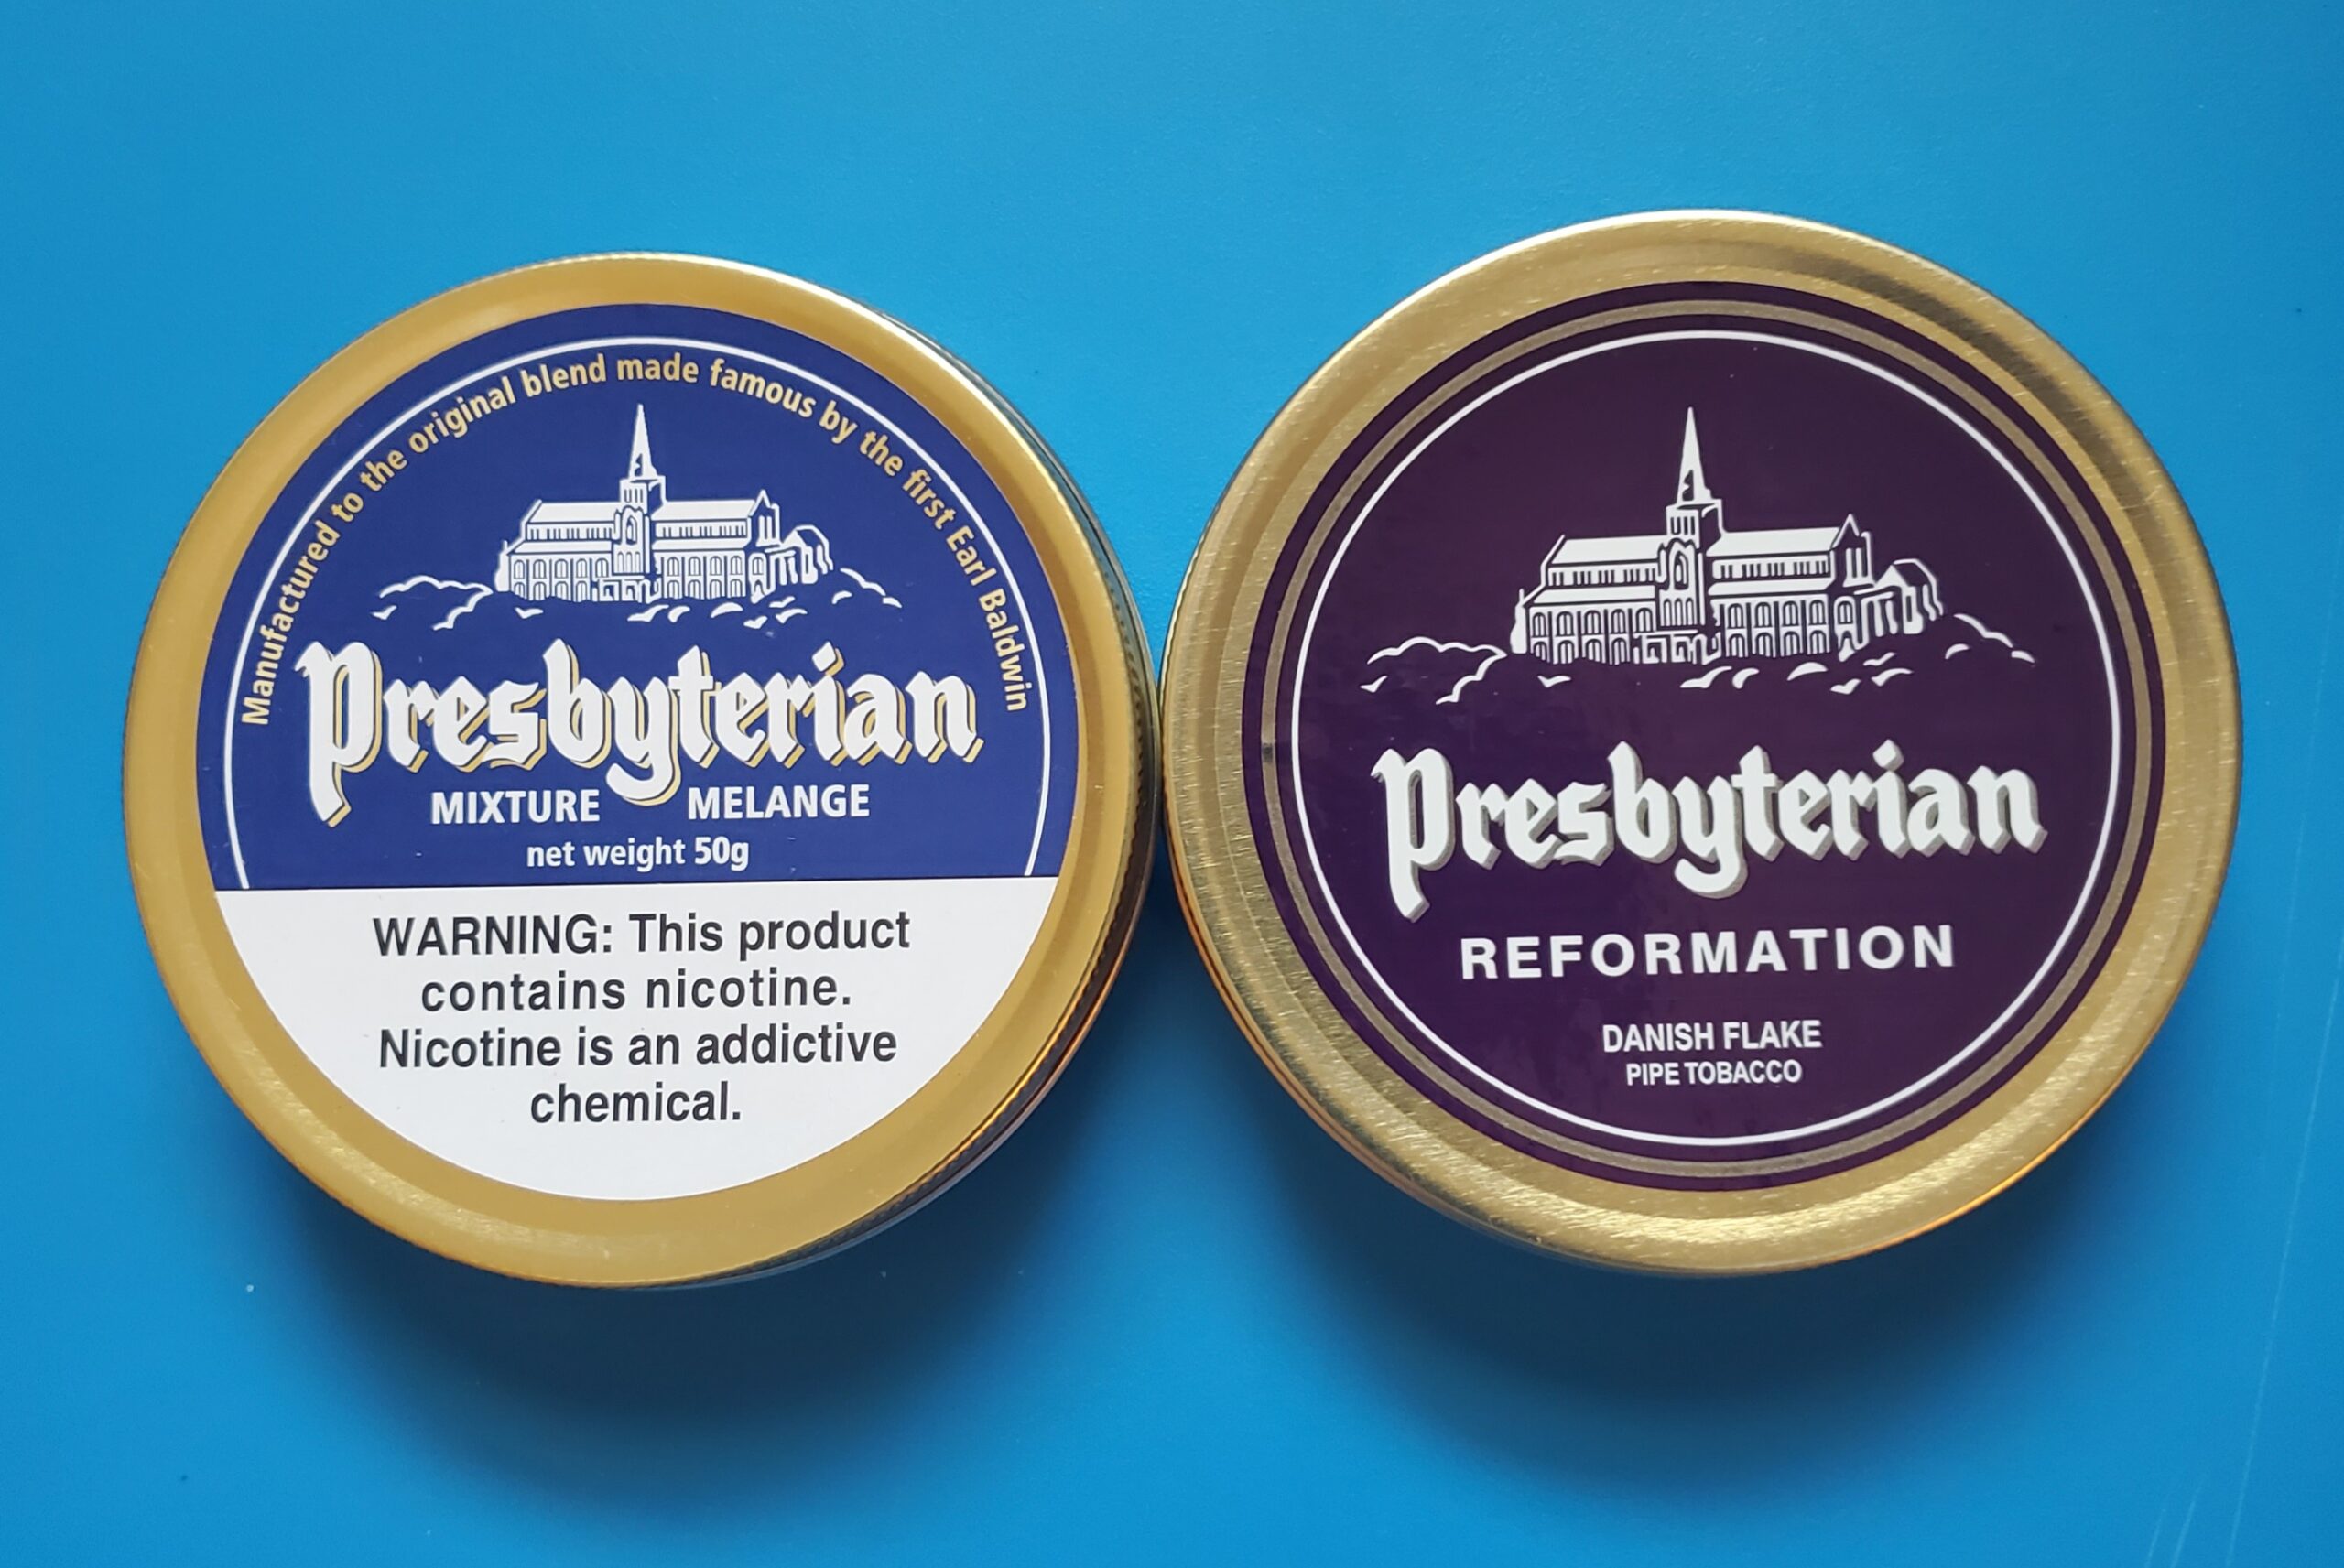 Manufactured to the original blend made famous by the first Earl Baldwin
Presbyterian
MIXTURE MELANGE
net weight 50g
WARNING: This product
contains nicotine.
Nicotine is an addictive
chemical.
Presbyterian
REFORMATION
DANISH FLAKE
PIPE TOBACCO